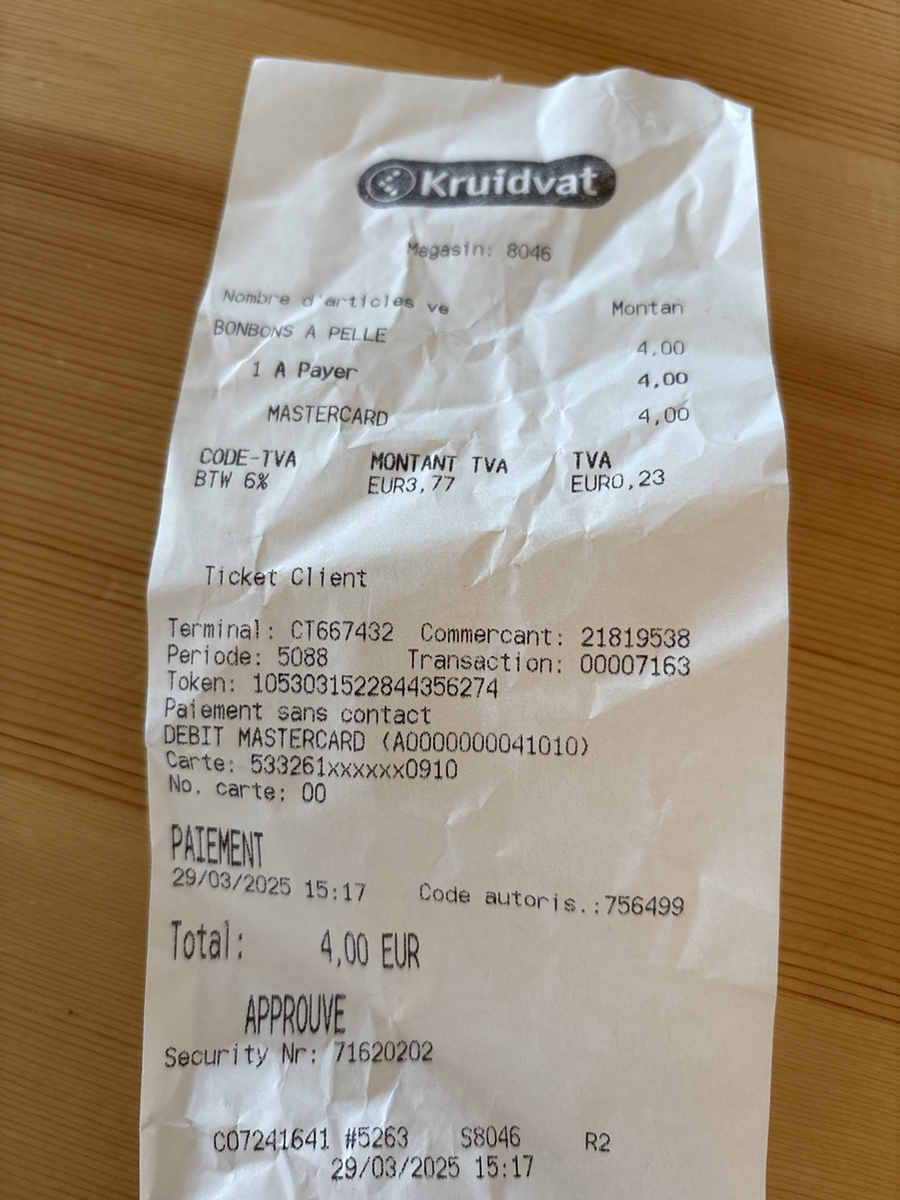 Kruidvat
Magasin: 8046
Nombre d'articles ve Montan
BONBONS A PELLE 4,00
1 A Payer 4,00
MASTERCARD 4,00
CODE-TVA MONTANT TVA TVA
BTW 6% EUR3,77 EUR0,23
Ticket Client
Terminal: CT667432 Commercant: 21819538
Periode: 5088 Transaction: 00007163
Token: 1053031522844356274
Paiement sans contact
DEBIT MASTERCARD (A0000000041010)
Carte: 533261xxxxxx0910
No. carte: 00
PAIEMENT
29/03/2025 15:17 Code autoris.:756499
Total: 4,00 EUR
APPROUVE
Security Nr: 71620202
C07241641 #5263 S8046 R2
29/03/2025 15:17